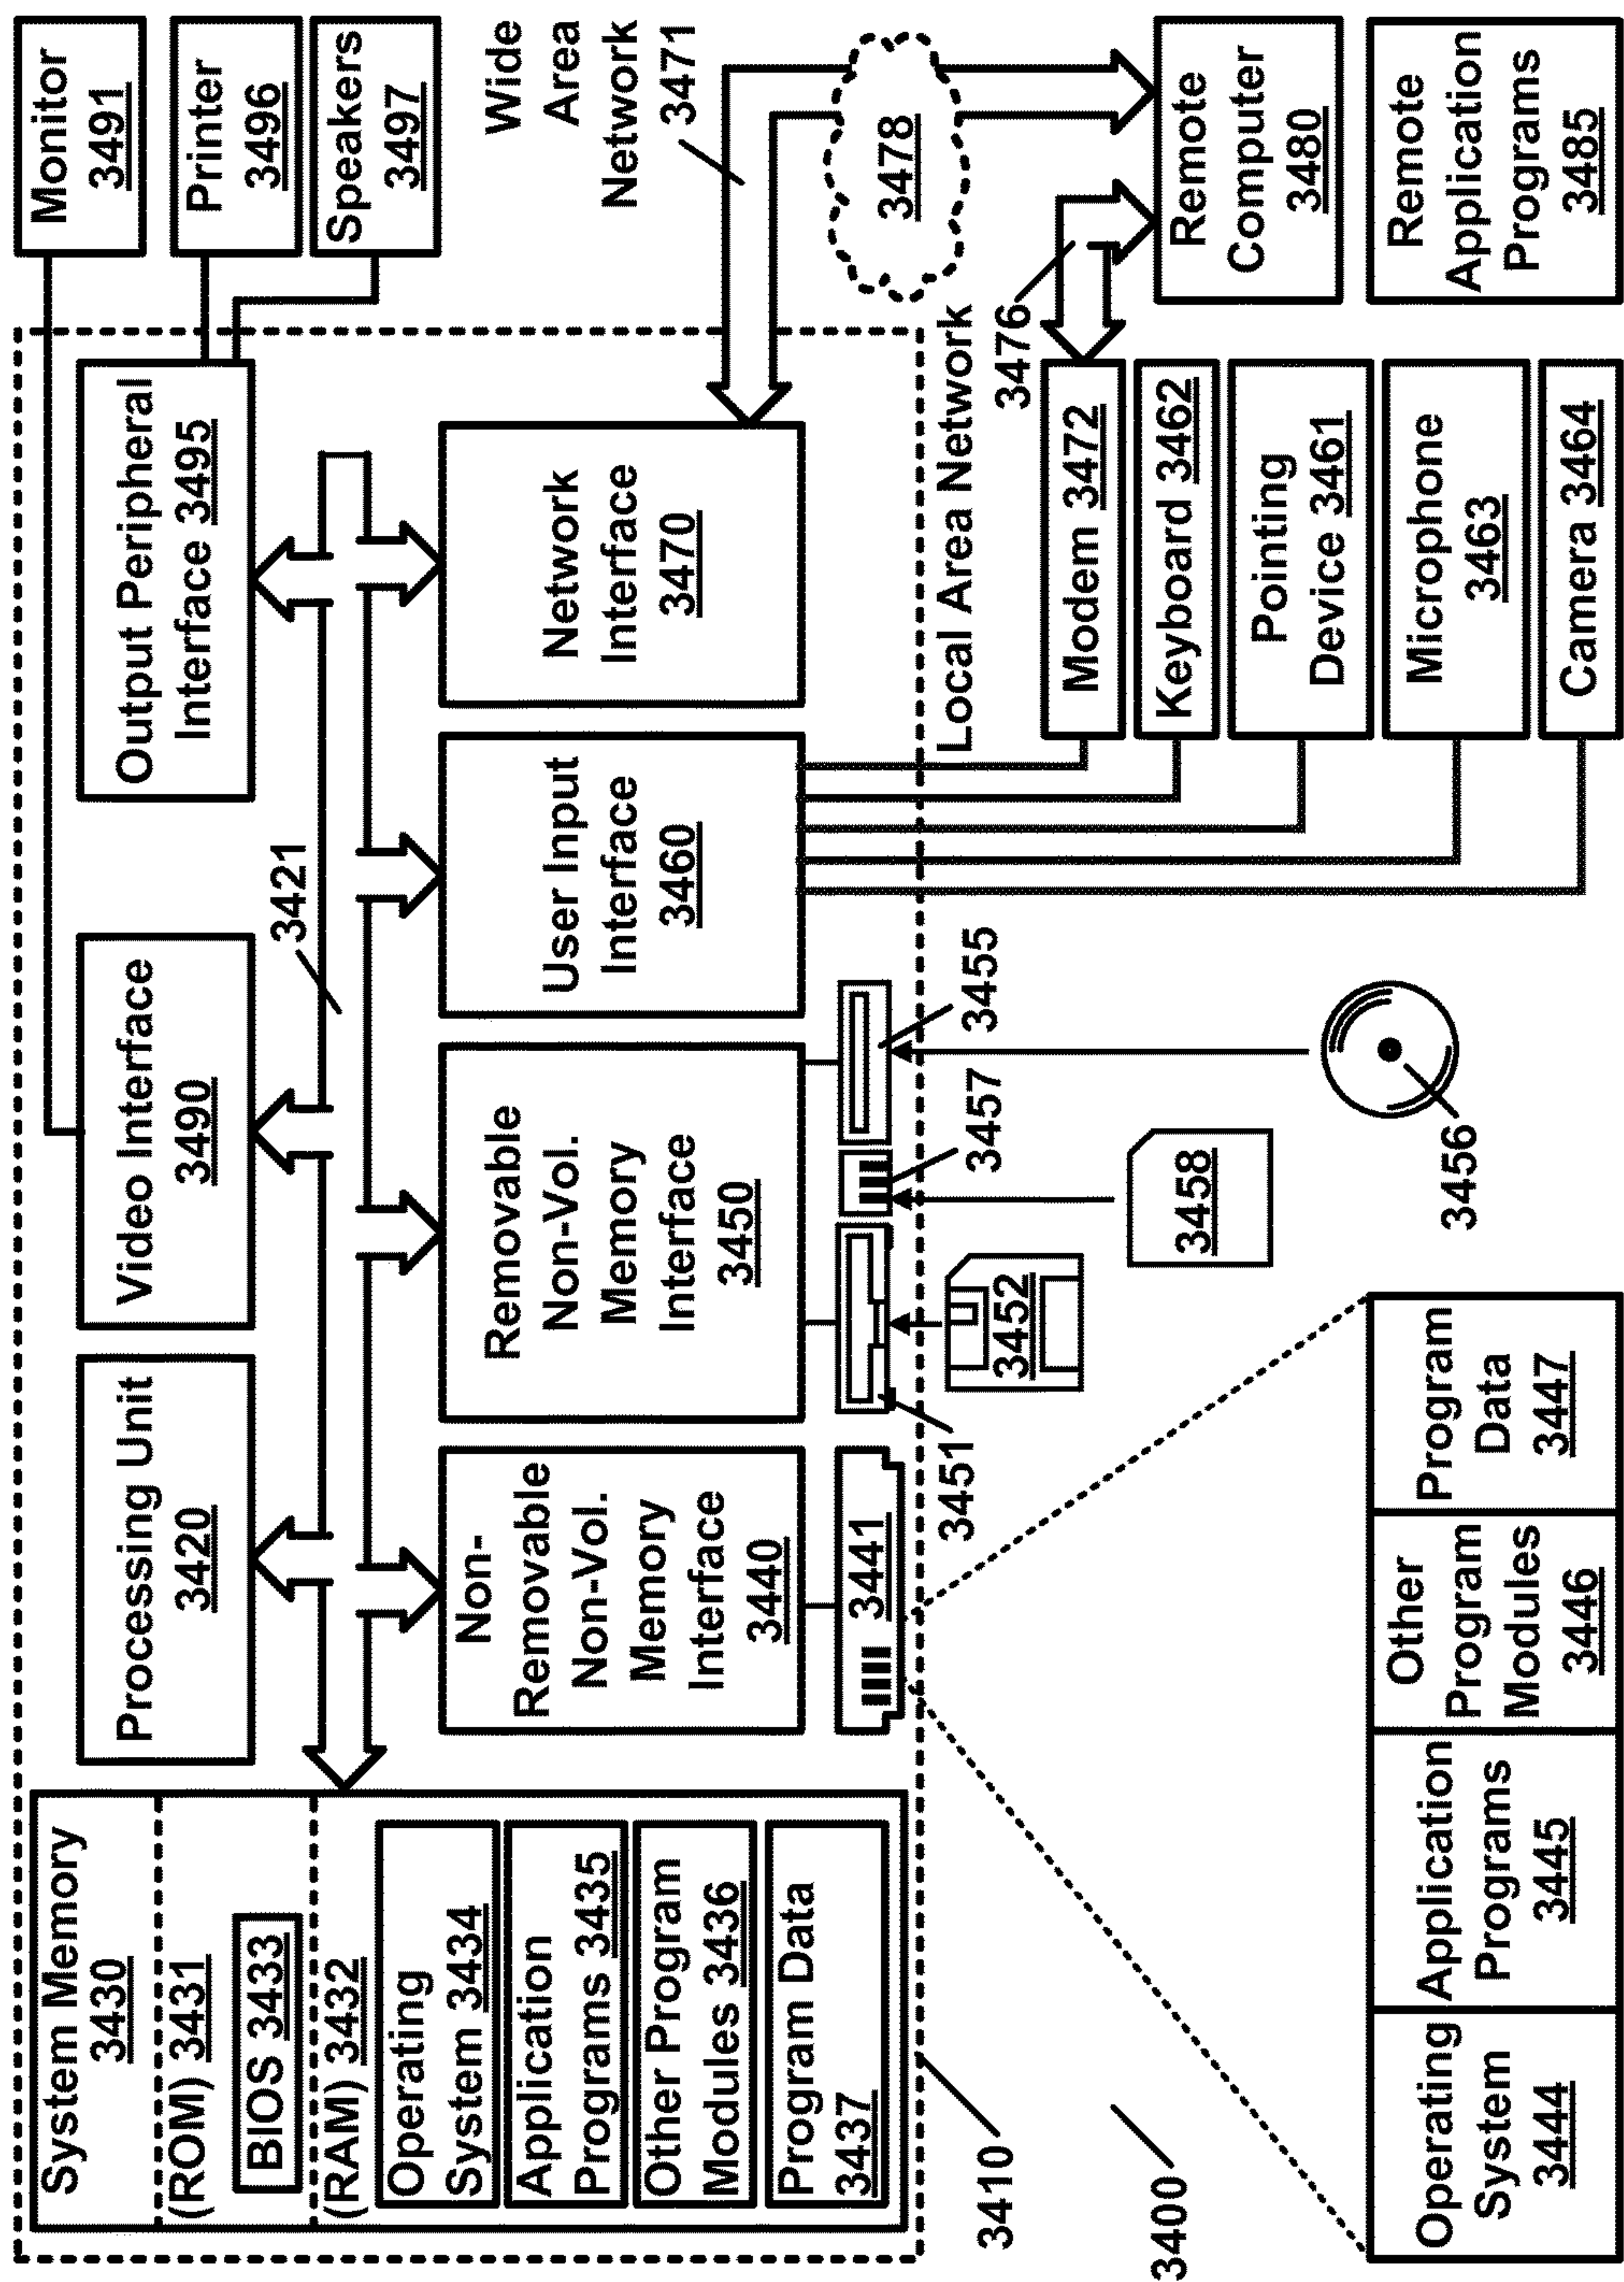 System Memory
3430
(ROM) 3431
BIOS 3433
(RAM) 3432
Operating
System 3434
Application
Programs 3435
Other Program
Modules 3436
Program Data
3437
Processing Unit
3420
Video Interface
3490
Output Peripheral
Interface 3495
Monitor
3491
Printer
3496
Speakers
3497
3421
Non-
Removable
Non-Vol.
Memory
Interface
3440
Removable
Non-Vol.
Memory
Interface
3450
User Input
Interface
3460
Network
Interface
3470
Wide
Area
Network
3471
3441
3451
3452
3457
3458
3455
3456
3478
Local Area Network
3476
Modem 3472
Keyboard 3462
Pointing
Device 3461
Microphone
3463
Camera 3464
Remote
Computer
3480
Remote
Application
Programs
3485
3410
3400
Operating
System
3444
Application
Programs
3445
Other
Program
Modules
3446
Program
Data
3447